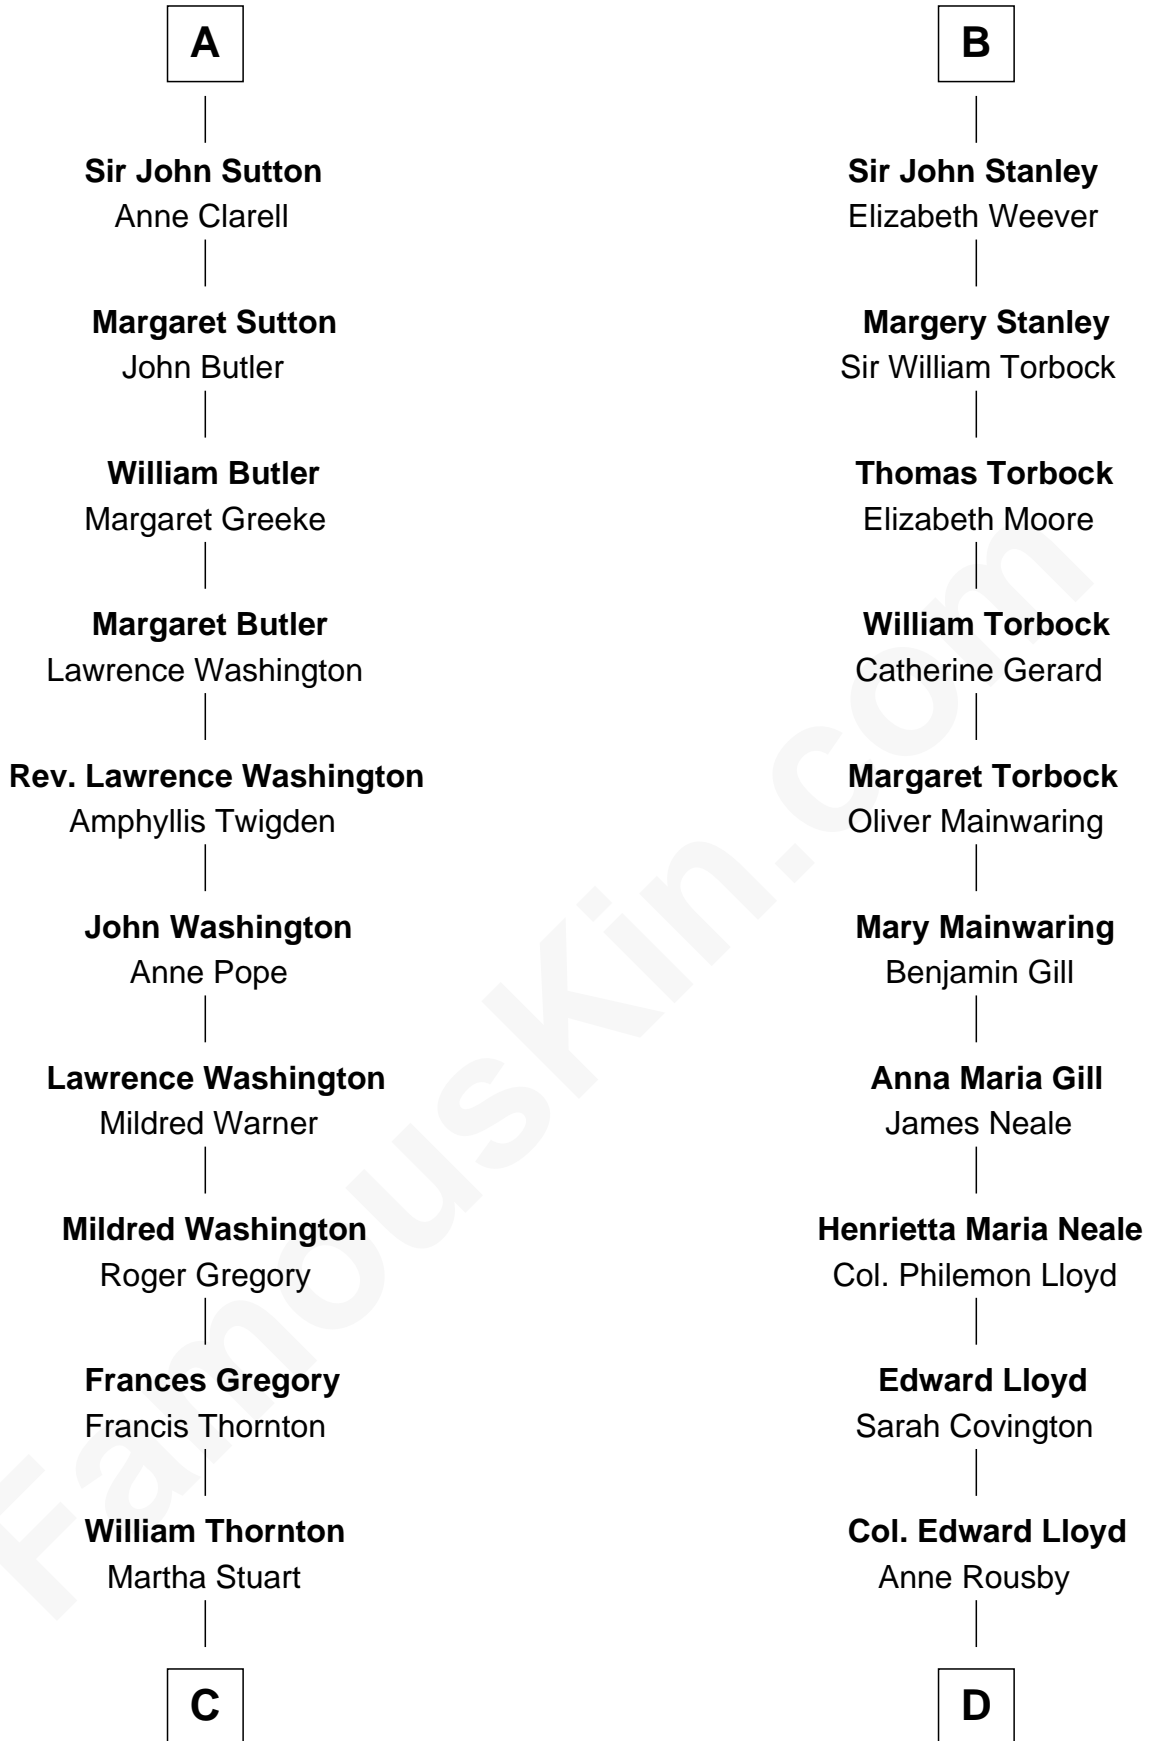 A
Sir John Sutton
Anne Clarell
Margaret Sutton
John Butler
William Butler
Margaret Greeke
Margaret Butler
Lawrence Washington
Rev. Lawrence Washington
Amphyllis Twigden
John Washington
Anne Pope
Lawrence Washington
Mildred Warner
Mildred Washington
Roger Gregory
Frances Gregory
Francis Thornton
William Thornton
Martha Stuart
C
B
Sir John Stanley
Elizabeth Weever
Margery Stanley
Sir William Torbock
Thomas Torbock
Elizabeth Moore
William Torbock
Catherine Gerard
Margaret Torbock
Oliver Mainwaring
Mary Mainwaring
Benjamin Gill
Anna Maria Gill
James Neale
Henrietta Maria Neale
Col. Philemon Lloyd
Edward Lloyd
Sarah Covington
Col. Edward Lloyd
Anne Rousby
D
FamousKin.com